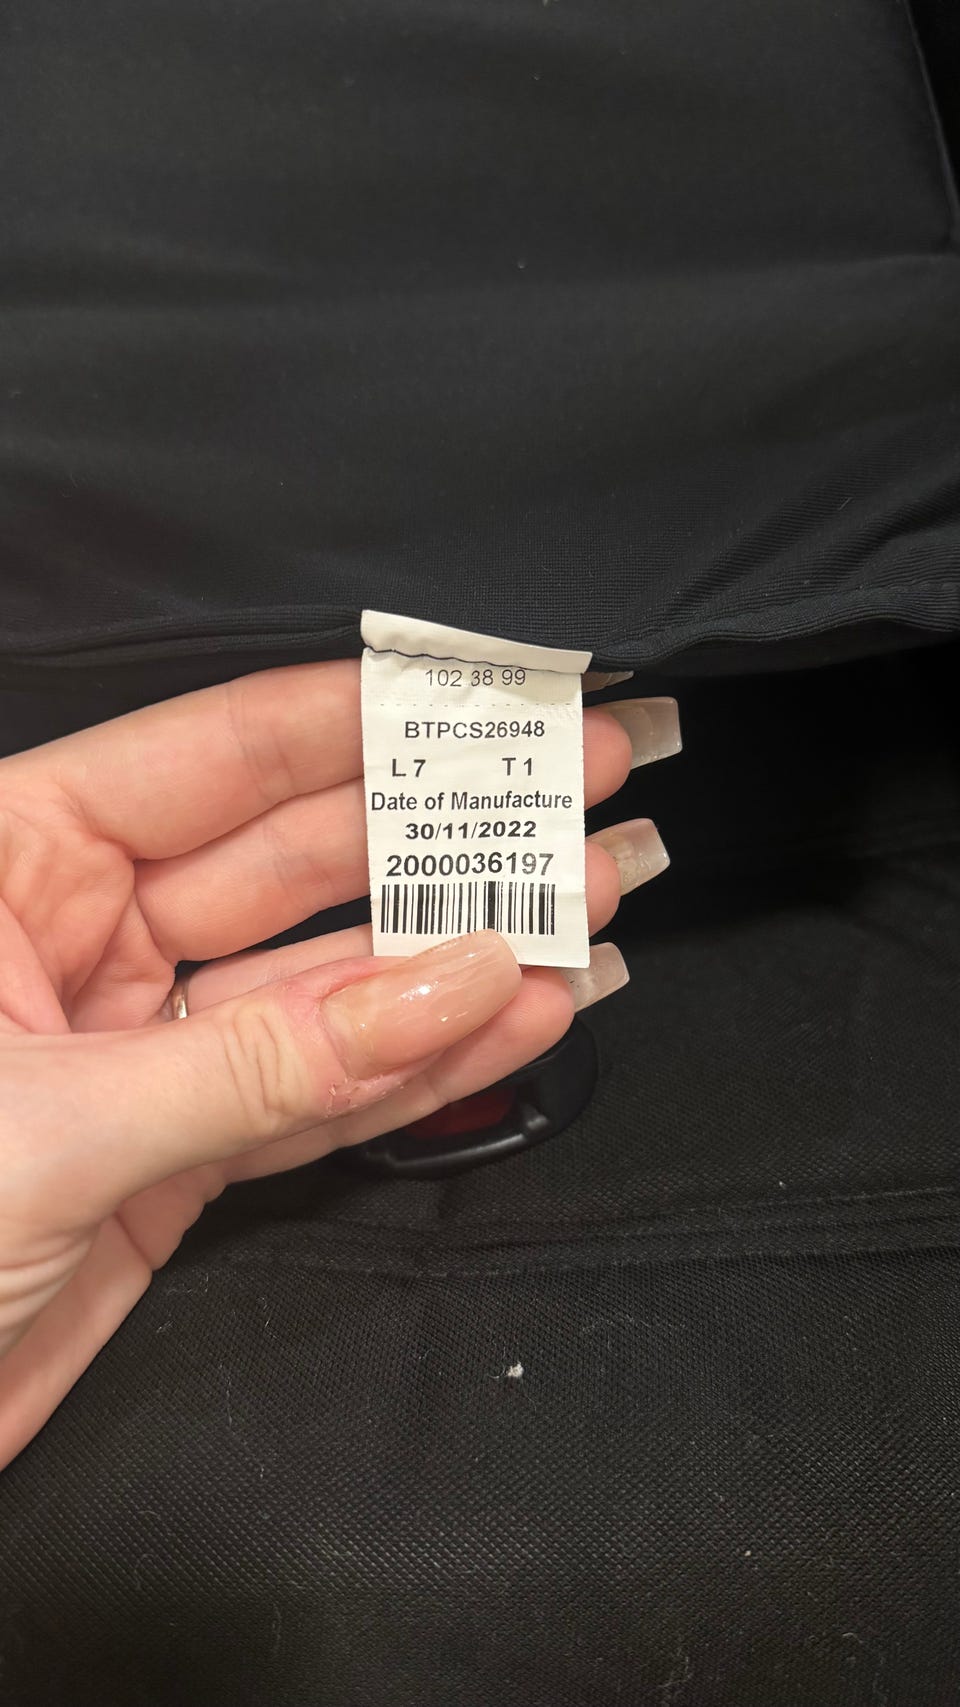 102 38 99
BTPCS26948
L 7 T 1
Date of Manufacture
30/11/2022
2000036197